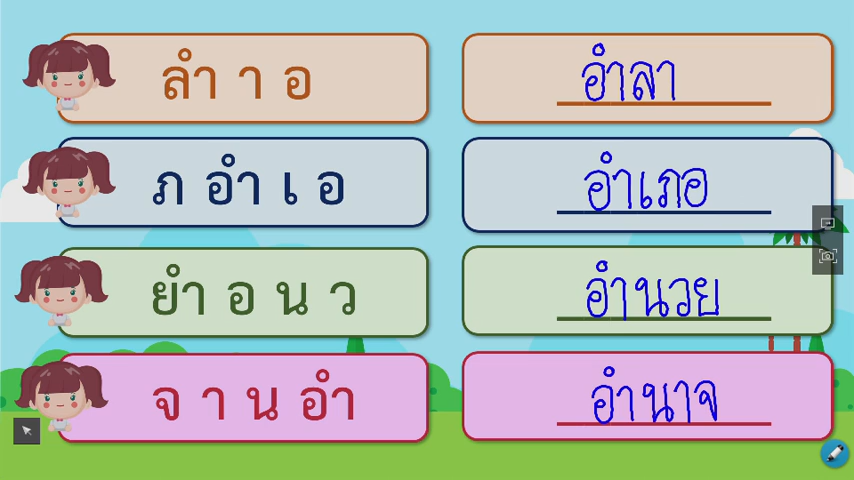 ลำ า อ
อำลา
ภ อำ เ อ
อำเภอ
ยำ อ น ว
อำนวย
จ า น อำ
อำนาจ